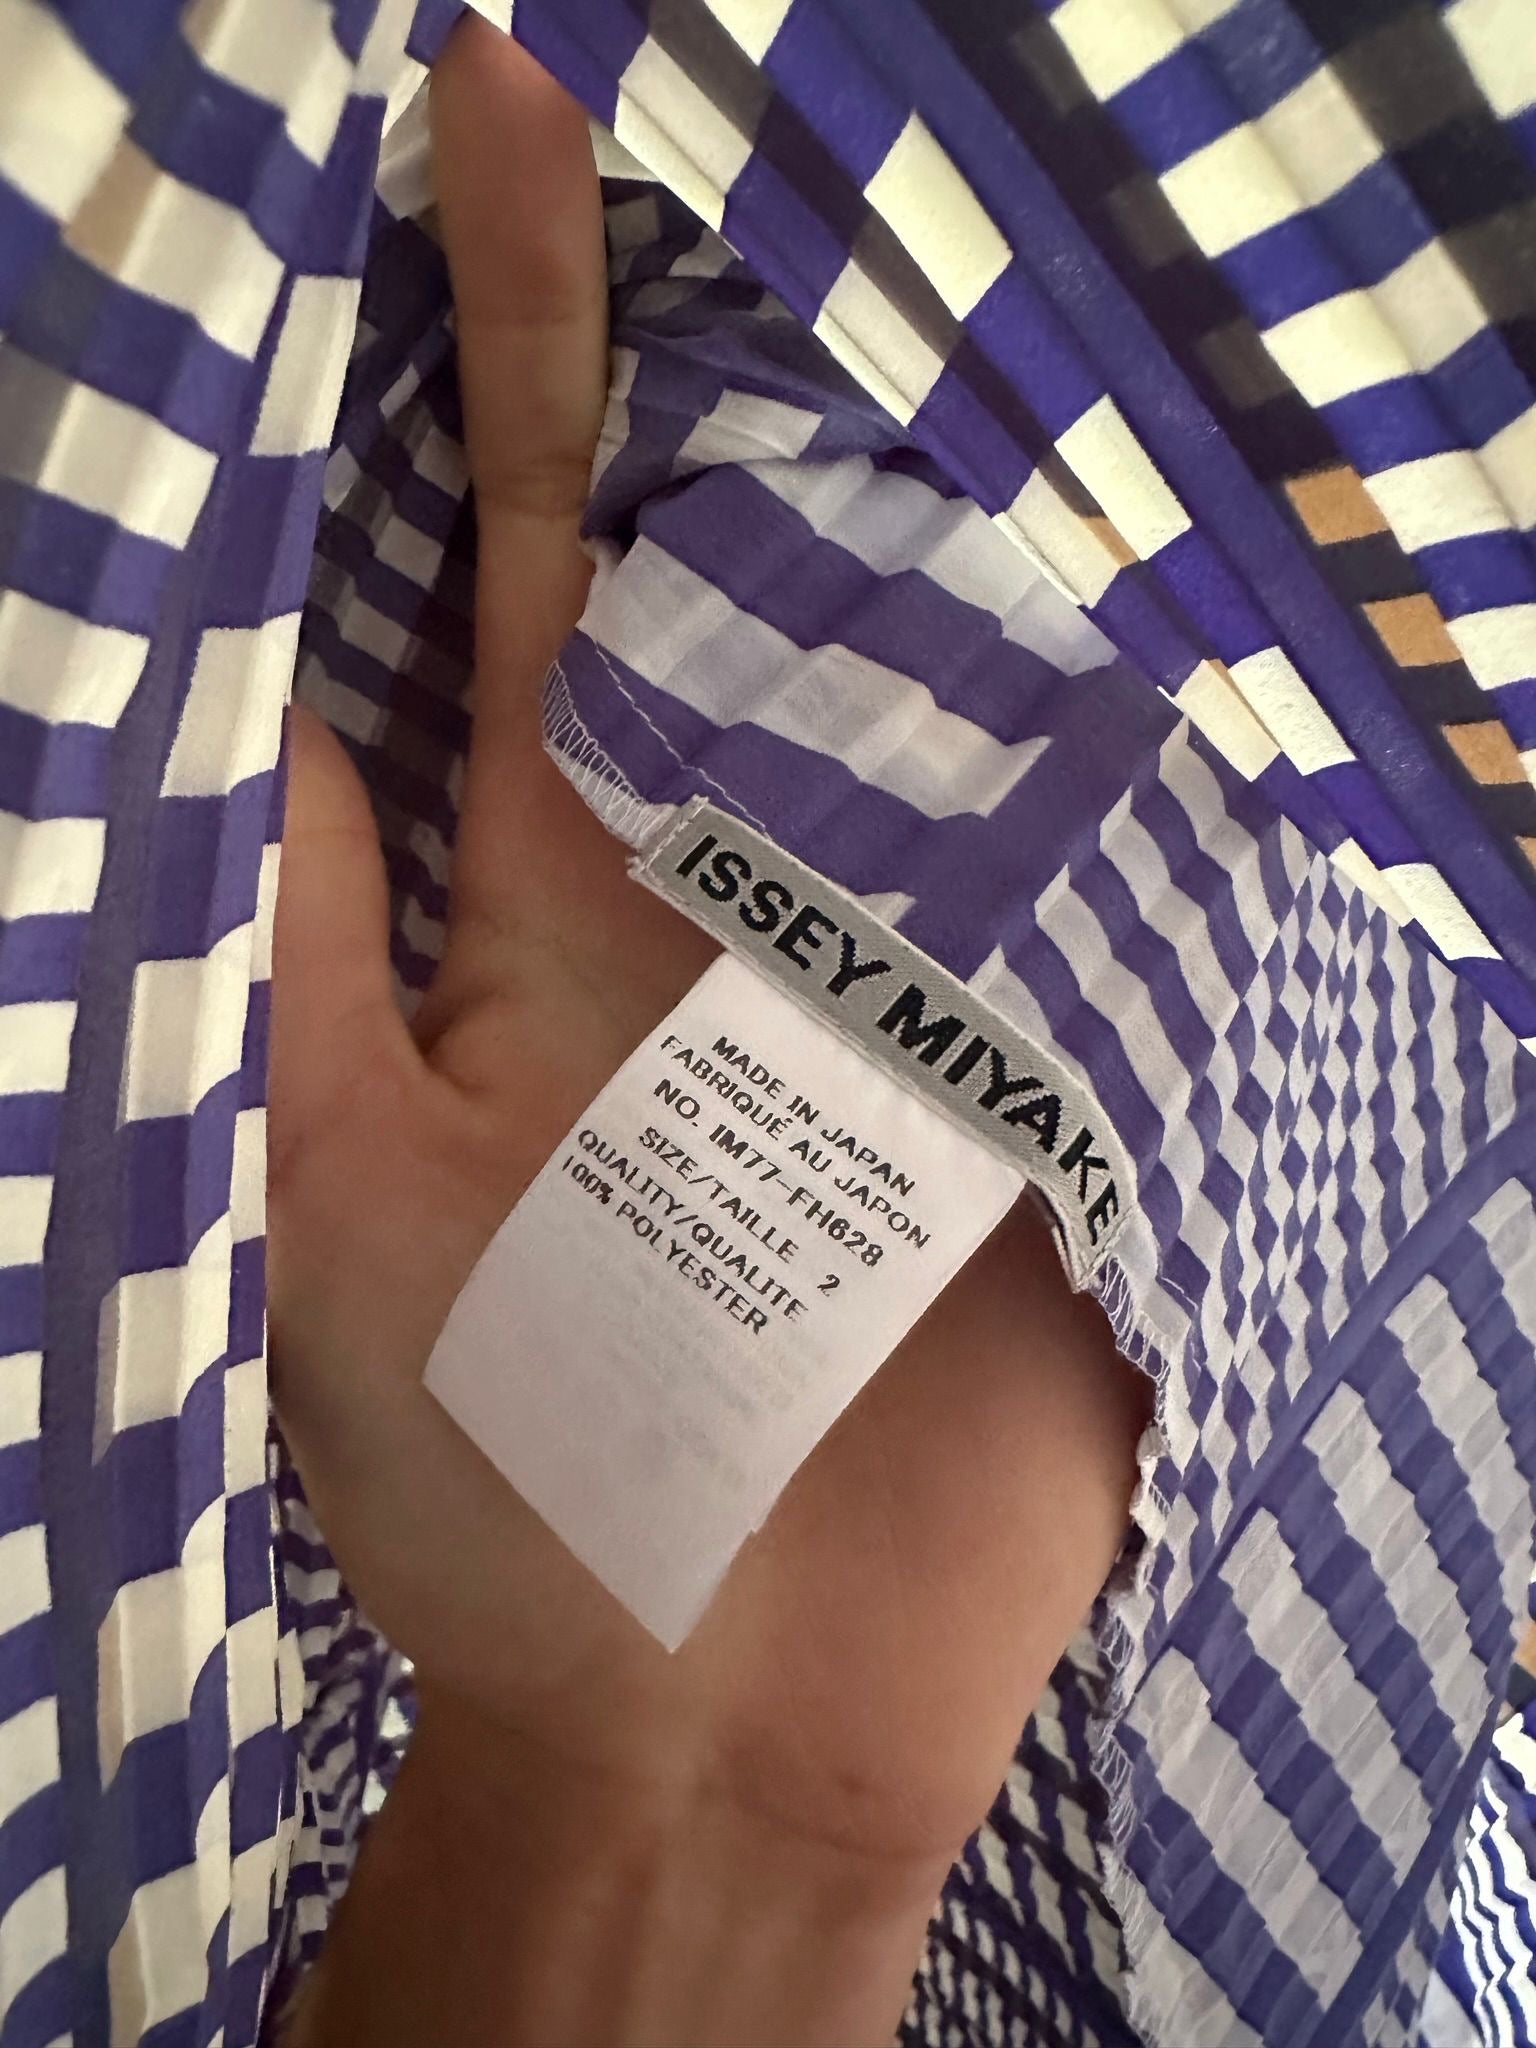 ISSEY MIYAKE
MADE IN JAPAN
FABRIQUÉ AU JAPON
NO. IM77-FH628
SIZE/TAILLE 2
QUALITY/QUALITE
100% POLYESTER